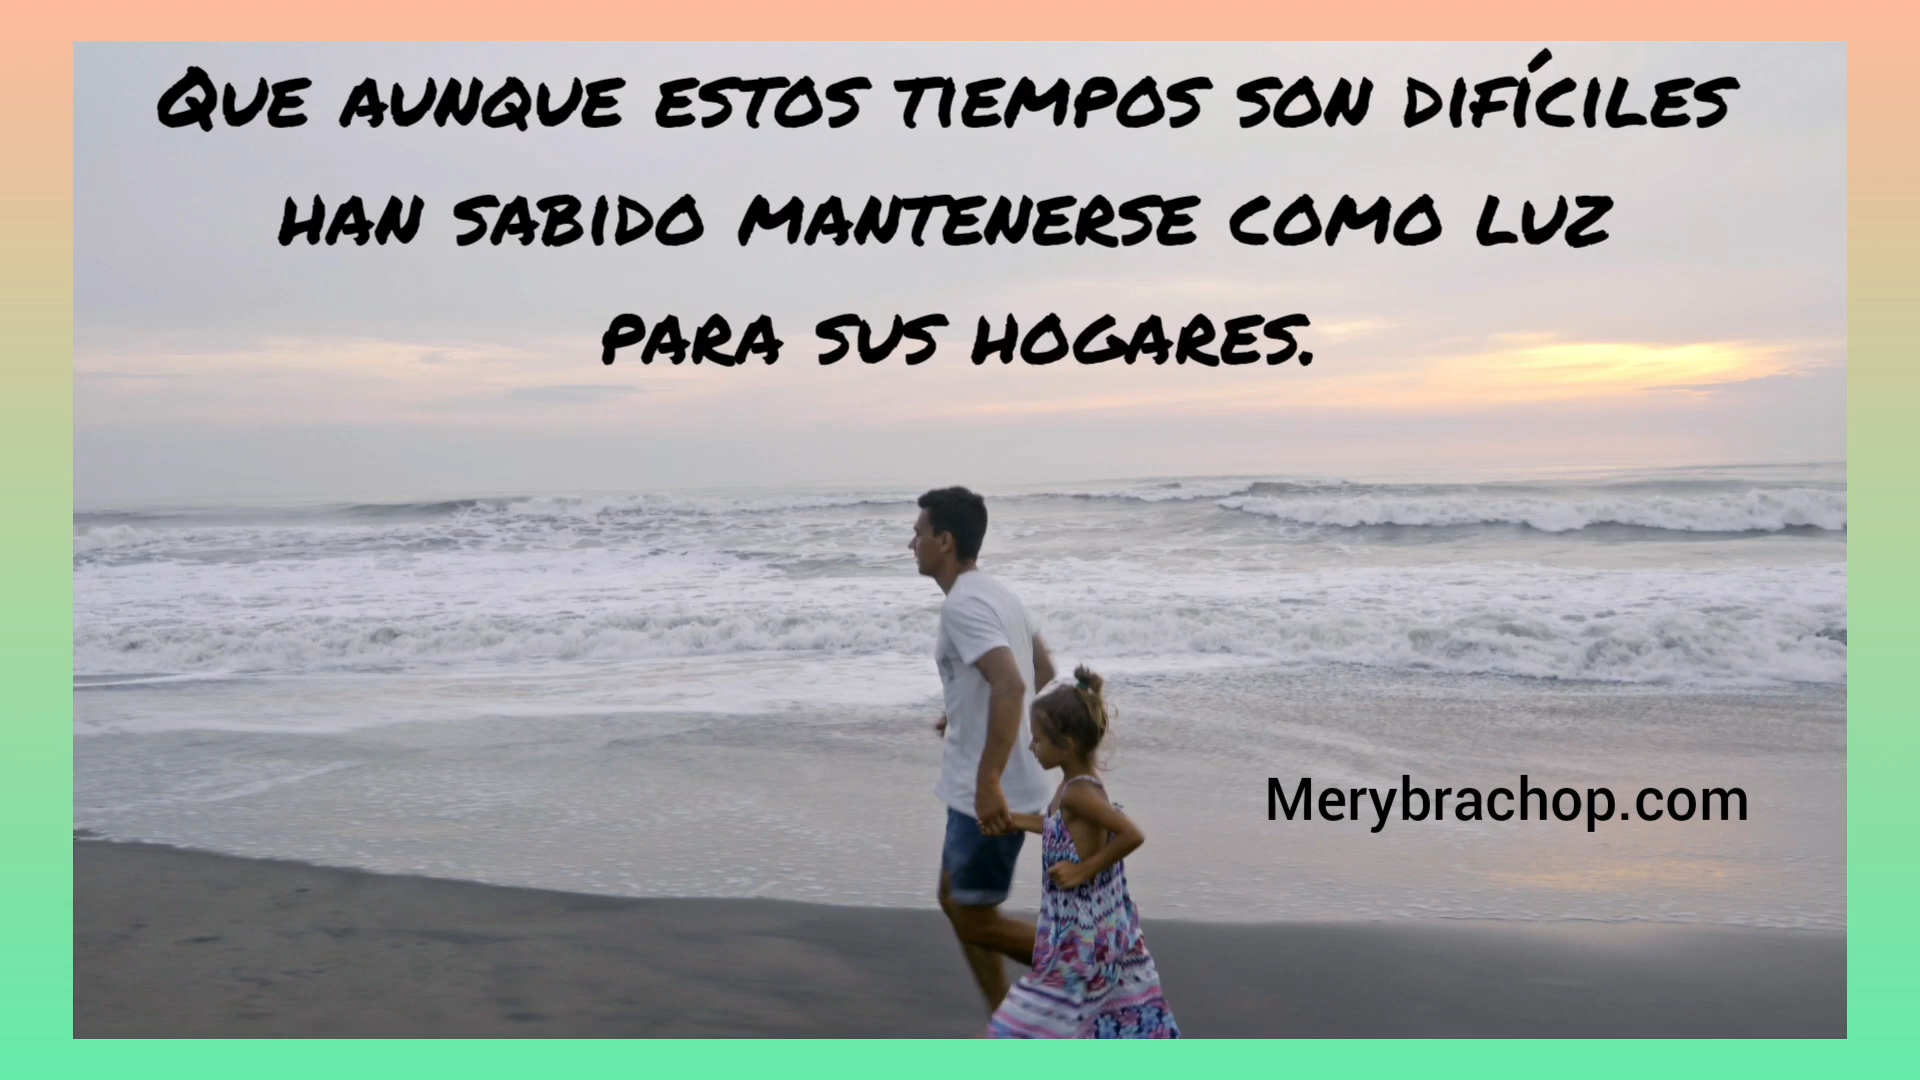 Que aunque estos tiempos son difíciles
han sabido mantenerse como luz
para sus hogares.
Merybrachop.com